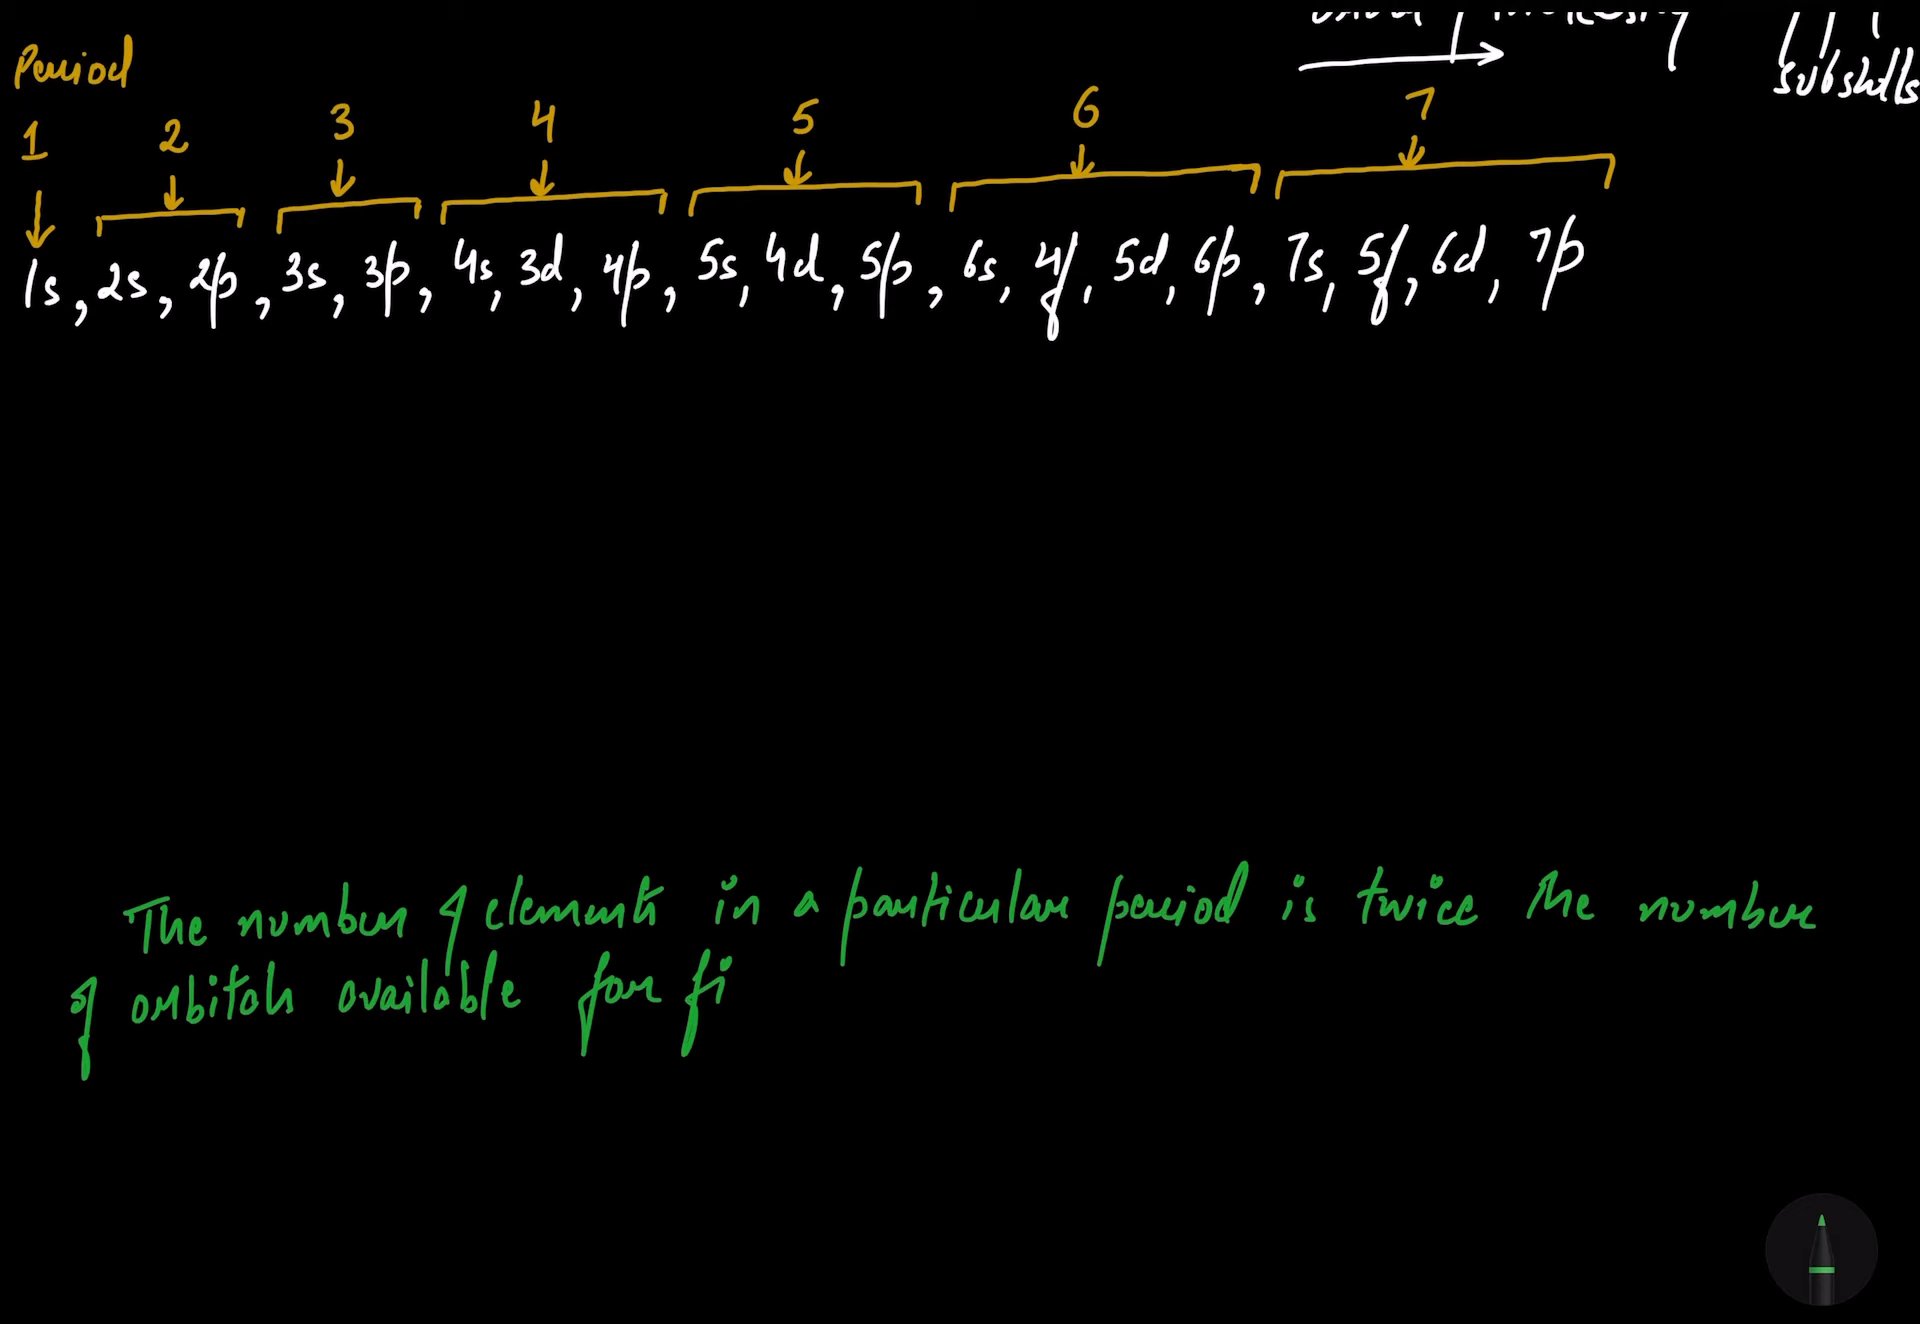 Period
1 2 3 4 5 6 7
subshells
1s, 2s, 2p, 3s, 3p, 4s, 3d, 4p, 5s, 4d, 5p, 6s, 4f, 5d, 6p, 7s, 5f, 6d, 7p
The number of elements in a particular period is twice the number
of orbitals available for fi